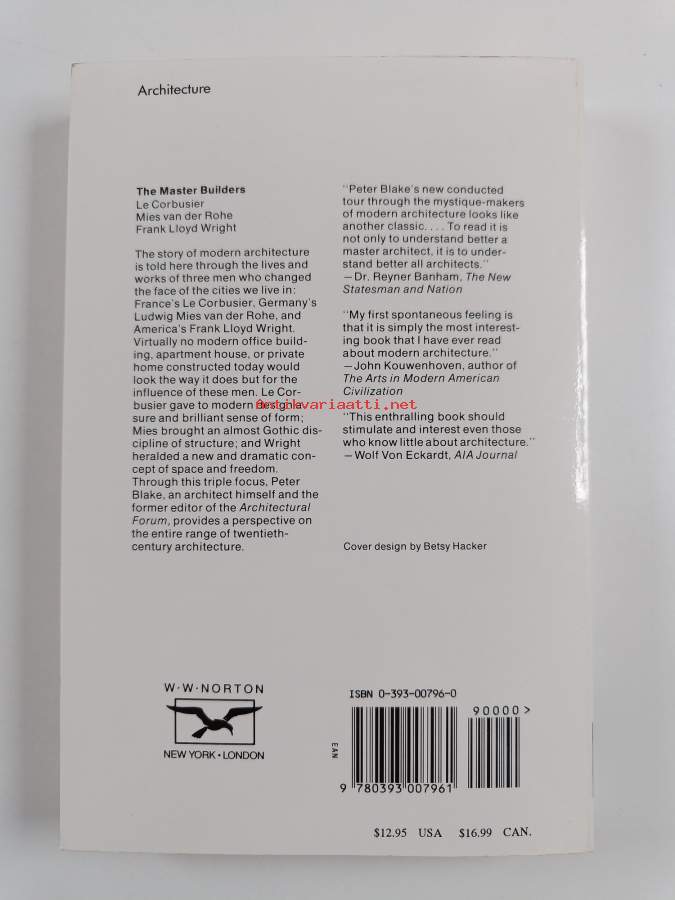 Architecture
The Master Builders
Le Corbusier
Mies van der Rohe
Frank Lloyd Wright
The story of modern architecture
is told here through the lives and
works of three men who changed
the face of the cities we live in:
France's Le Corbusier, Germany's
Ludwig Mies van der Rohe, and
America's Frank Lloyd Wright.
Virtually no modern office build-
ing, apartment house, or private
home constructed today would
look the way it does but for the
influence of these men. Le Cor-
busier gave to modern design a
sure and brilliant sense of form;
Mies brought an almost Gothic dis-
cipline of structure; and Wright
heralded a new and dramatic con-
cept of space and freedom.
Through this triple focus, Peter
Blake, an architect himself and the
former editor of the Architectural
Forum, provides a perspective on
the entire range of twentieth-
century architecture.
"Peter Blake's new conducted
tour through the mystique-makers
of modern architecture looks like
another classic. . . . To read it is
not only to understand better a
master architect, it is to under-
stand better all architects."
—Dr. Reyner Banham, The New
Statesman and Nation
"My first spontaneous feeling is
that it is simply the most interest-
ing book that I have ever read
about modern architecture."
—John Kouwenhoven, author of
The Arts in Modern American
Civilization
antikvariaatti.net
"This enthralling book should
stimulate and interest even those
who know little about architecture."
—Wolf Von Eckardt, AIA Journal
Cover design by Betsy Hacker
W·W·NORTON
NEW YORK·LONDON
ISBN 0-393-00796-0
90000>
EAN
9 780393 007961
$12.95 USA $16.99 CAN.